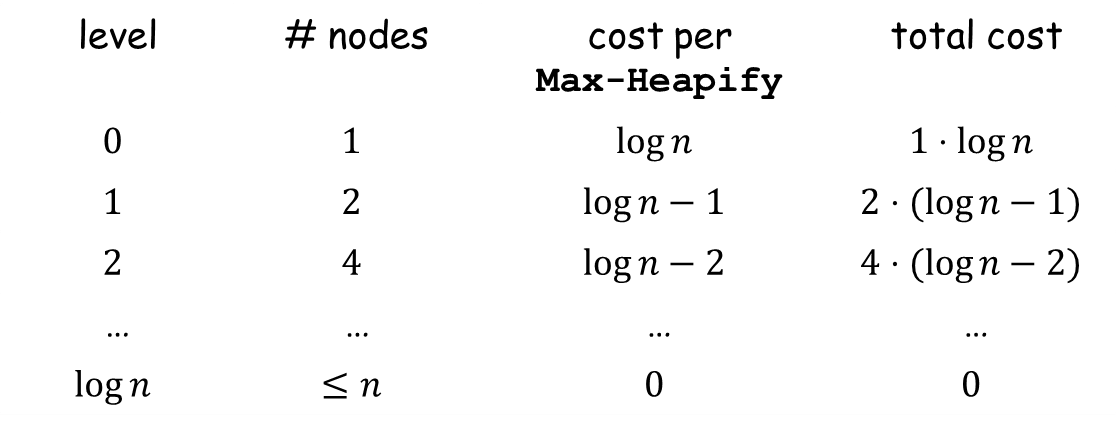 level # nodes cost per total cost
Max-Heapify
0 1 log n 1 · log n
1 2 log n − 1 2 · (log n − 1)
2 4 log n − 2 4 · (log n − 2)
... ... ... ...
log n ≤ n 0 0